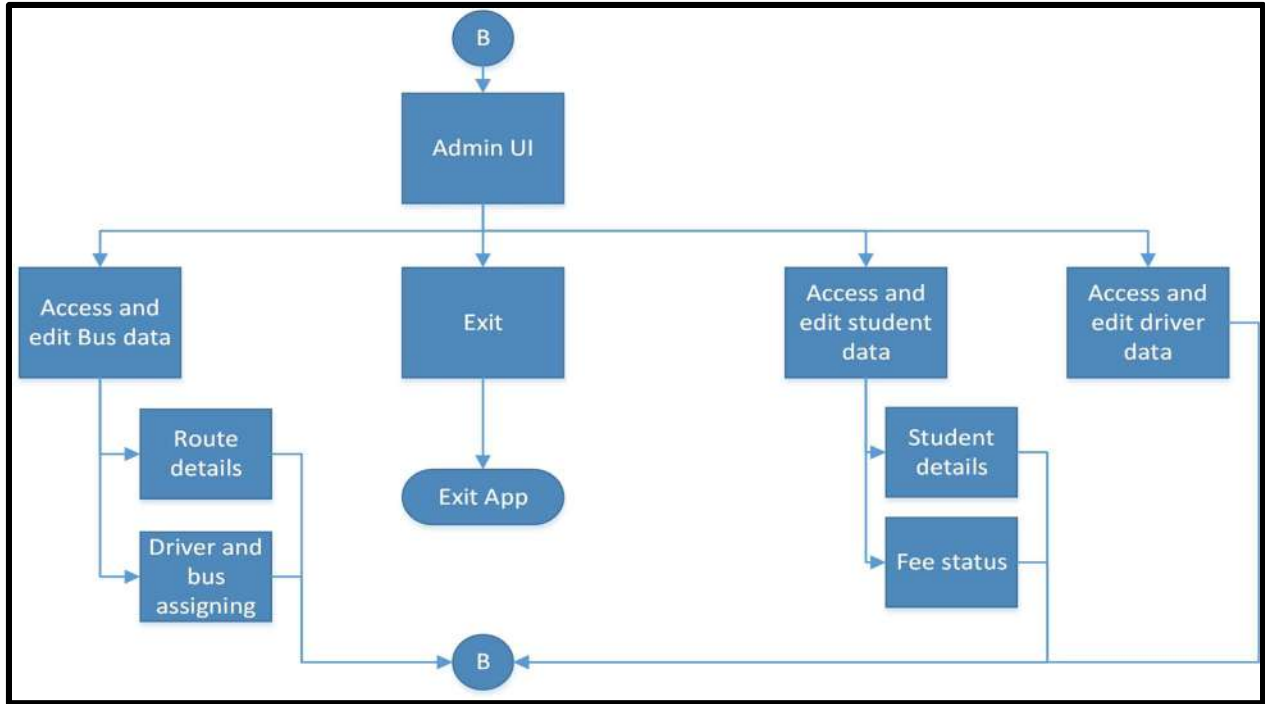 B
Admin UI
Access and
edit Bus data
Exit
Access and
edit student
data
Access and
edit driver
data
Route
details
Student
details
Exit App
Driver and
bus
assigning
Fee status
B